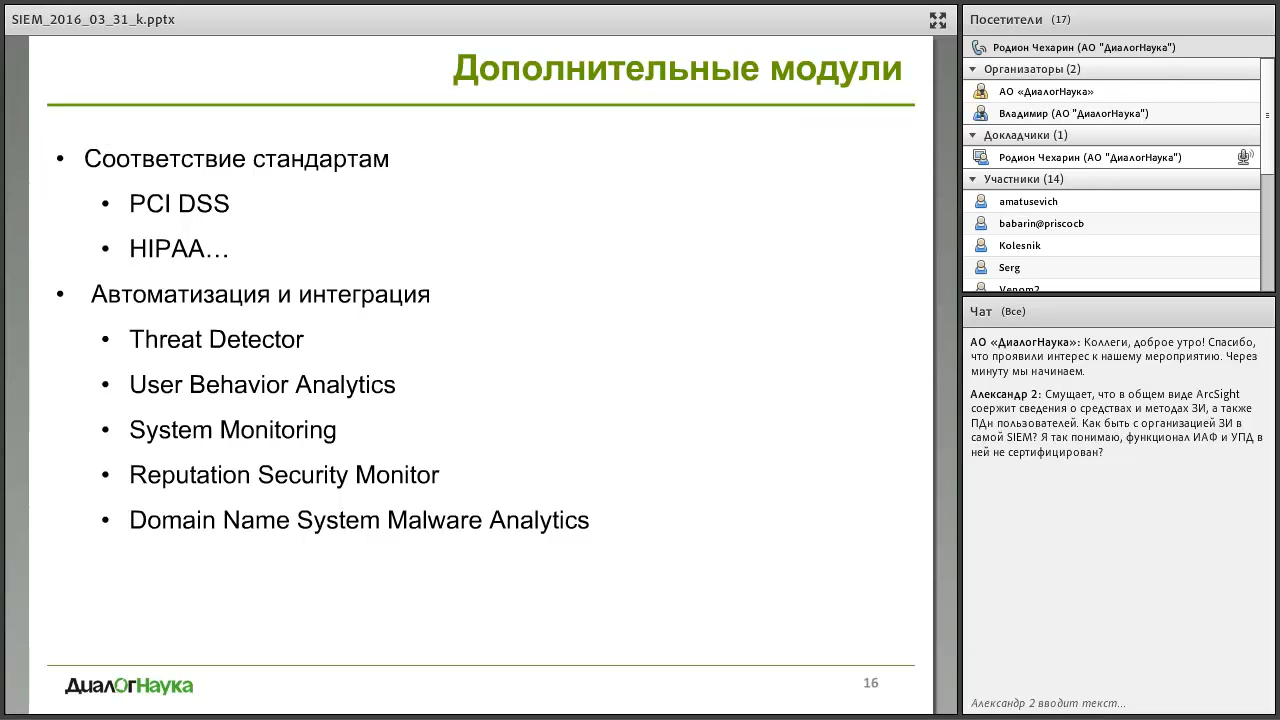 SIEM_2016_03_31_k.pptx
Дополнительные модули
• Соответствие стандартам
• PCI DSS
• HIPAA…
• Автоматизация и интеграция
• Threat Detector
• User Behavior Analytics
• System Monitoring
• Reputation Security Monitor
• Domain Name System Malware Analytics
ДиалОгНаука
16
Посетители (17)
Родион Чехарин (АО "ДиалогНаука")
Организаторы (2)
АО «ДиалогНаука»
Владимир (АО "ДиалогНаука")
Докладчики (1)
Родион Чехарин (АО "ДиалогНаука")
Участники (14)
amatusevich
babarin@priscocb
Kolesnik
Serg
Venom2
Чат (Все)
АО «ДиалогНаука»: Коллеги, доброе утро! Спасибо,
что проявили интерес к нашему мероприятию. Через
минуту мы начинаем.
Александр 2: Смущает, что в общем виде ArcSight
соержит сведения о средствах и методах ЗИ, а также
ПДн пользователей. Как быть с организацией ЗИ в
самой SIEM? Я так понимаю, функционал ИАФ и УПД в
ней не сертифицирован?
Александр 2 вводит текст...